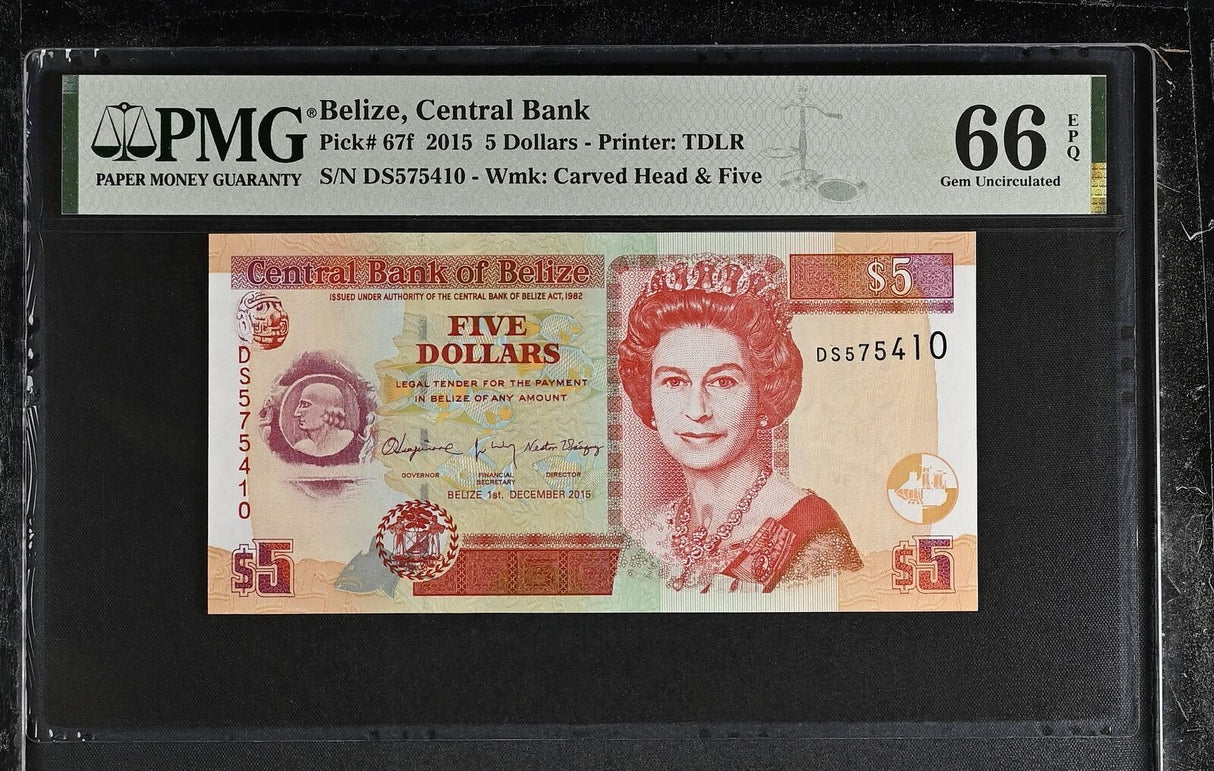 PMG®
PAPER MONEY GUARANTY
Belize, Central Bank
Pick# 67f 2015 5 Dollars - Printer: TDLR
S/N DS575410 - Wmk: Carved Head & Five
66
EPQ
Gem Uncirculated
Central Bank of Belize
ISSUED UNDER AUTHORITY OF THE CENTRAL BANK OF BELIZE ACT, 1982
$5
FIVE
DOLLARS
DS575410
DS575410
LEGAL TENDER FOR THE PAYMENT
IN BELIZE OF ANY AMOUNT
GOVERNOR
FINANCIAL
SECRETARY
DIRECTOR
BELIZE 1st. DECEMBER 2015
$5
$5